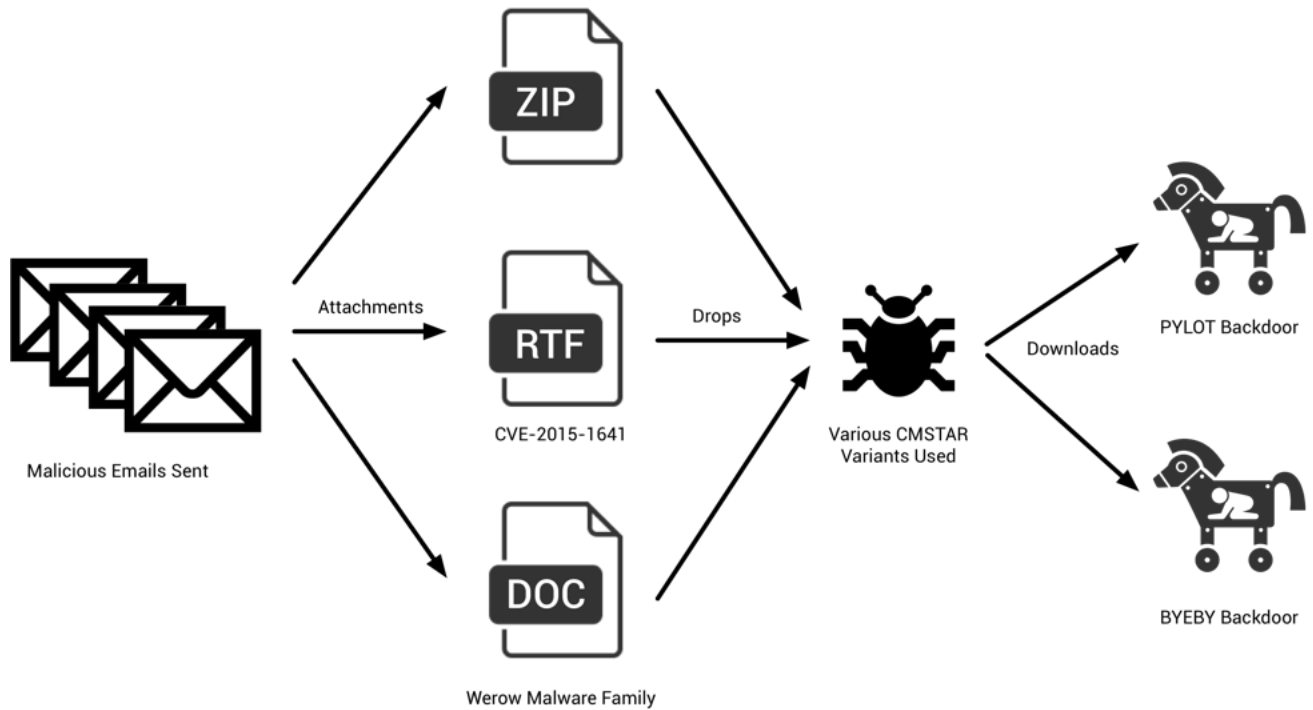 ZIP
Attachments
RTF
CVE-2015-1641
DOC
Werow Malware Family
Malicious Emails Sent
Drops
Various CMSTAR
Variants Used
Downloads
PYLOT Backdoor
BYEBY Backdoor